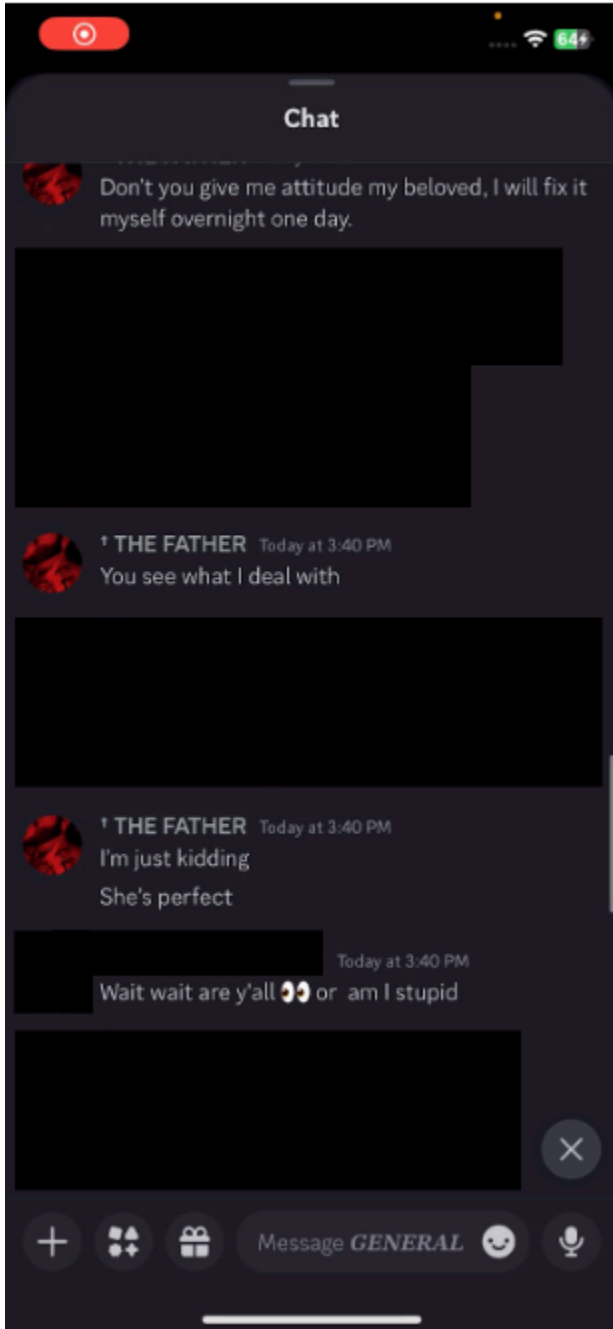 64
Chat
Don't you give me attitude my beloved, I will fix it
myself overnight one day.
† THE FATHER Today at 3:40 PM
You see what I deal with
† THE FATHER Today at 3:40 PM
I'm just kidding
She's perfect
Today at 3:40 PM
Wait wait are y'all 👀 or am I stupid
Message GENERAL